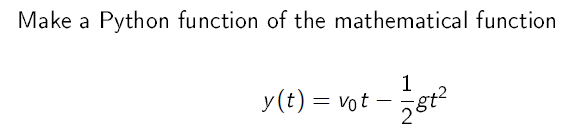 Make a Python function of the mathematical function
y(t) = v₀t − ½gt²